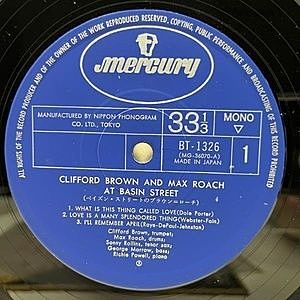 ALL RIGHTS OF THE RECORD PRODUCER AND OF THE OWNER OF THE WORK REPRODUCED RESERVED. COPYING, PUBLIC PERFORMANCE AND BROADCASTING OF THIS RECORD PROHIBITED
mercury
MANUFACTURED BY NIPPON PHONOGRAM
CO. LTD., TOKYO
33 1/3
MONO
▽
BT-1326
(MG-36070-A)
MADE IN JAPAN
1
CLIFFORD BROWN AND MAX ROACH
AT BASIN STREET
(ベイズン・ストリートのブラウン=ローチ)
1. WHAT IS THIS THING CALLED LOVE(Cole Porter)
2. LOVE IS A MANY SPLENDORED THING(Webster-Fain)
3. I'LL REMEMBER APRIL(Raye-DePaul-Johnston)
Clifford Brown, trumpet;
Max Roach, drums;
Sonny Rollins, tenor sax;
George Morrow, bass;
Richie Powell, piano